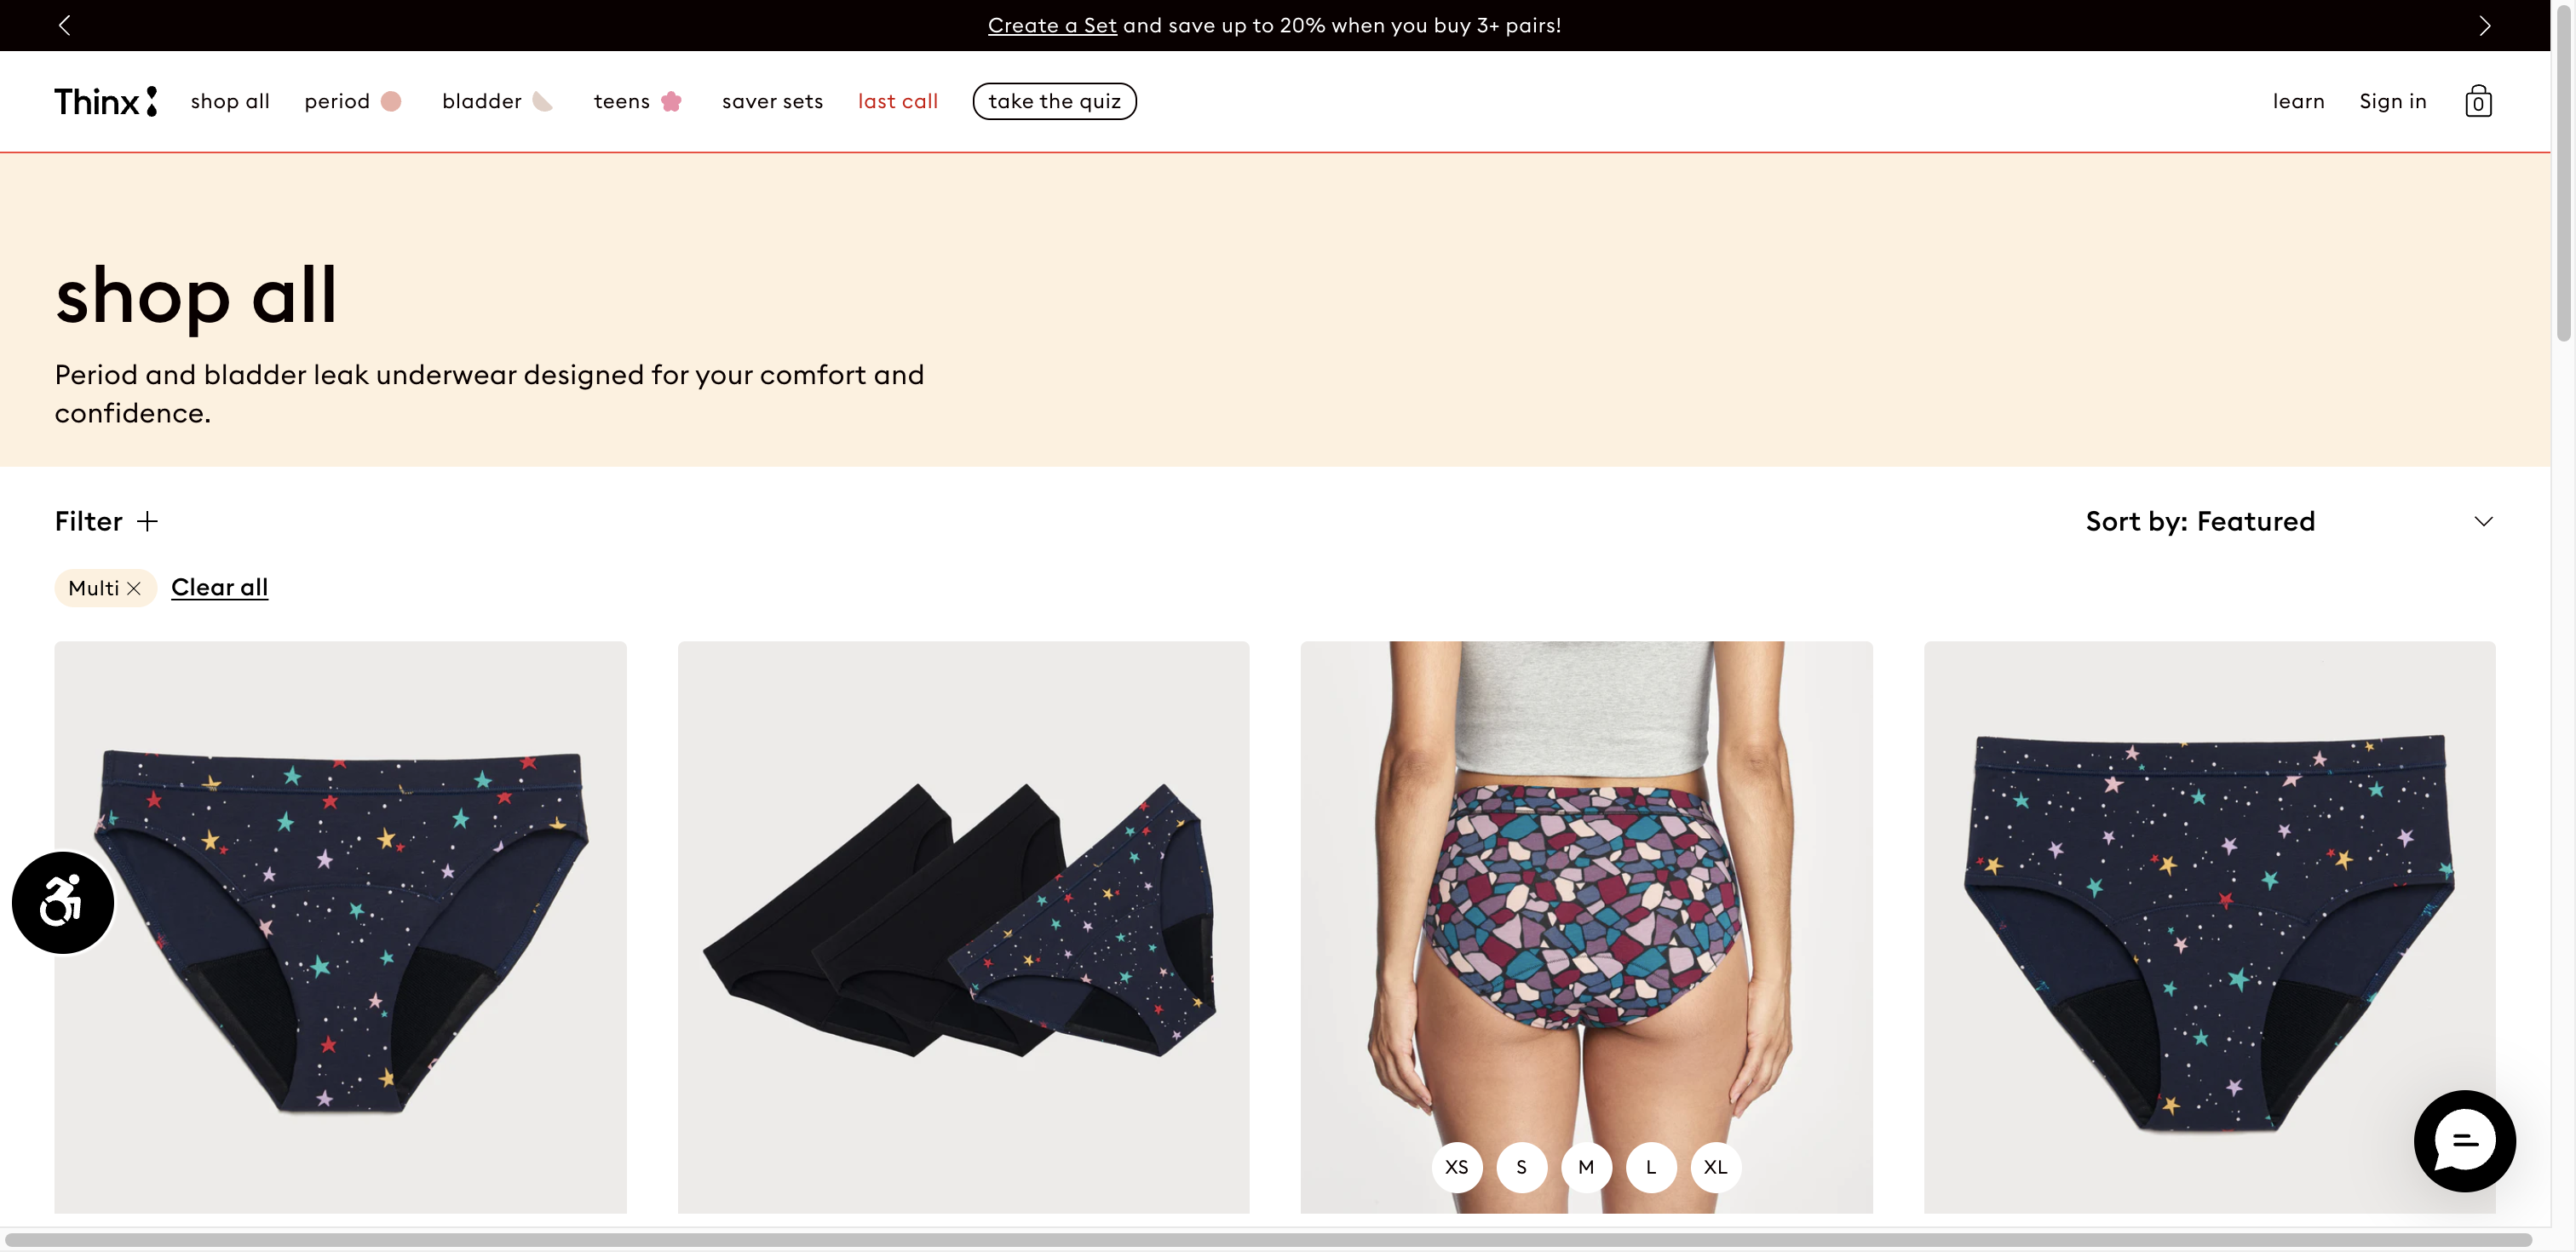 Create a Set and save up to 20% when you buy 3+ pairs!
Thinx shop all period bladder teens saver sets last call take the quiz learn Sign in 0
shop all
Period and bladder leak underwear designed for your comfort and
confidence.
Filter Sort by: Featured
Multi Clear all
XS S M L XL